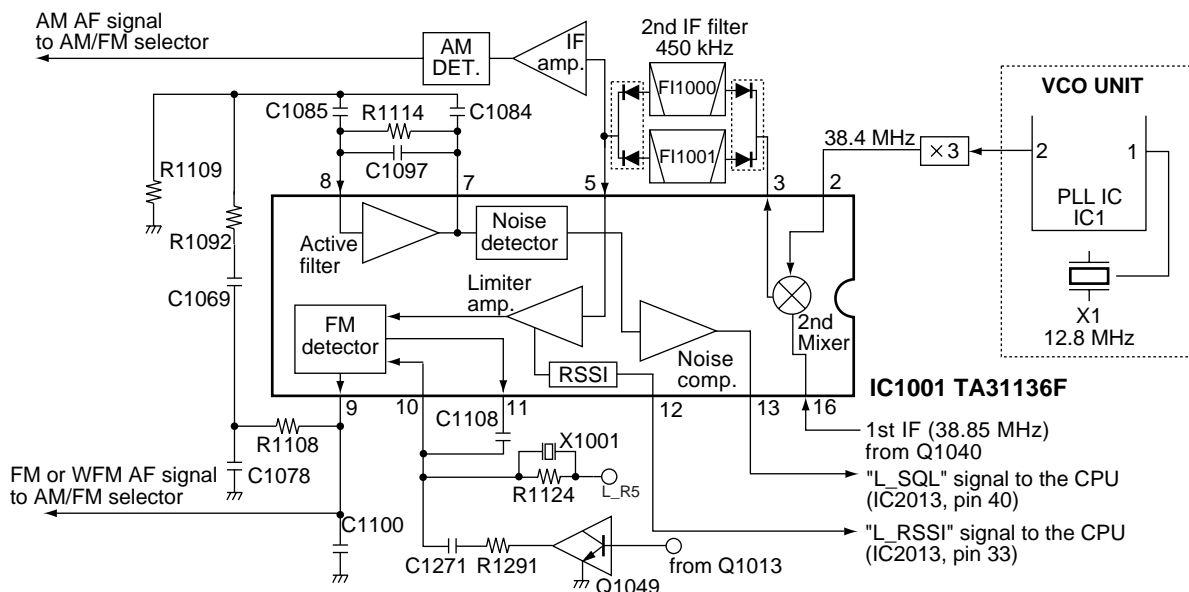 AM AF signal
to AM/FM selector
AM
DET.
IF
amp.
2nd IF filter
450 kHz
FI1000
FI1001
VCO UNIT
2
1
PLL IC
IC1
X1
12.8 MHz
×3
38.4 MHz
C1085
R1114
C1084
C1097
R1109
R1092
C1069
8
7
5
3
2
Active
filter
Noise
detector
Limiter
amp.
FM
detector
RSSI
Noise
comp.
2nd
Mixer
IC1001 TA31136F
9
10
11
12
13
16
C1108
R1108
C1078
X1001
R1124
L_R5
1st IF (38.85 MHz)
from Q1040
"L_SQL" signal to the CPU
(IC2013, pin 40)
"L_RSSI" signal to the CPU
(IC2013, pin 33)
FM or WFM AF signal
to AM/FM selector
C1100
C1271
R1291
Q1049
from Q1013